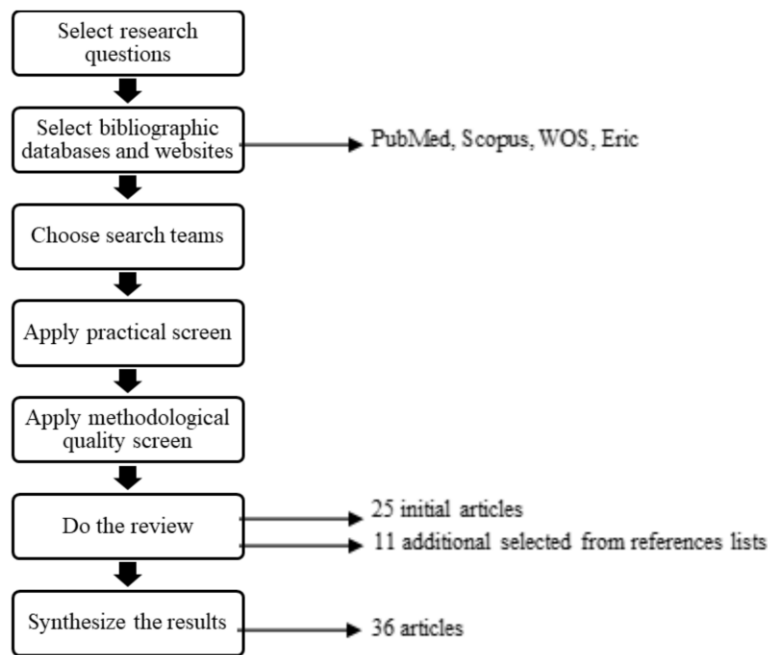 Select research
questions
Select bibliographic
databases and websites
PubMed, Scopus, WOS, Eric
Choose search teams
Apply practical screen
Apply methodological
quality screen
Do the review
25 initial articles
11 additional selected from references lists
Synthesize the results
36 articles